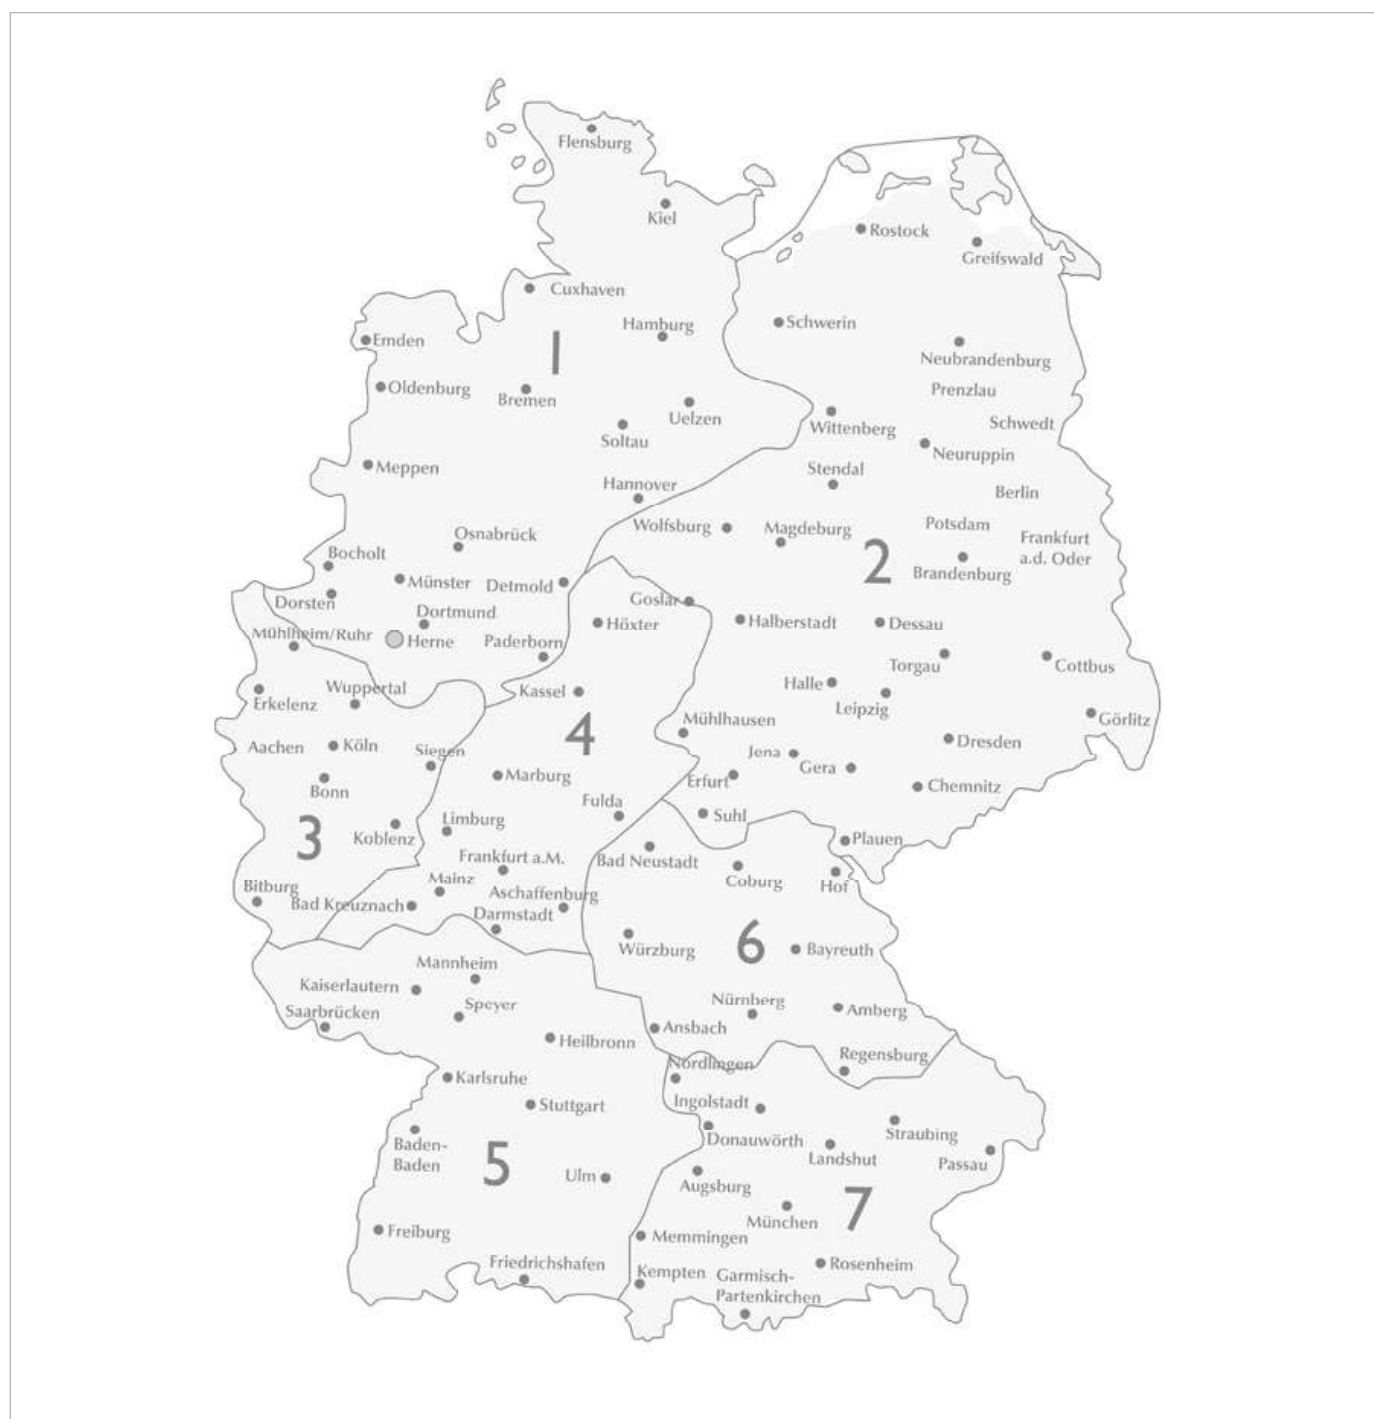 Flensburg
Kiel
Rostock
Greifswald
Cuxhaven
Hamburg
Schwerin
Emden
1
Neubrandenburg
Oldenburg
Bremen
Prenzlau
Uelzen
Schwedt
Wittenberg
Soltau
Neuruppin
Meppen
Stendal
Hannover
Berlin
Wolfsburg
Magdeburg
Potsdam
Osnabrück
Frankfurt
a.d. Oder
Bocholt
2
Brandenburg
Münster
Detmold
Dorsten
Goslar
Dortmund
Höxter
Halberstadt
Dessau
Mühlheim/Ruhr
Herne
Paderborn
Torgau
Cottbus
Wuppertal
Kassel
Halle
Erkelenz
Leipzig
Görlitz
4
Mühlhausen
Aachen
Köln
Siegen
Jena
Dresden
Marburg
Erfurt
Gera
Bonn
Chemnitz
Fulda
Limburg
Suhl
3
Koblenz
Plauen
Frankfurt a.M.
Bad Neustadt
Mainz
Coburg
Hof
Bitburg
Aschaffenburg
Bad Kreuznach
Darmstadt
6
Würzburg
Bayreuth
Mannheim
Kaiserlautern
Speyer
Nürnberg
Saarbrücken
Amberg
Ansbach
Heilbronn
Regensburg
Nördlingen
Karlsruhe
Ingolstadt
Stuttgart
Straubing
Baden-
Baden
Donauwörth
Landshut
5
Passau
Ulm
Augsburg
7
München
Freiburg
Memmingen
Friedrichshafen
Rosenheim
Kempten
Garmisch-
Partenkirchen